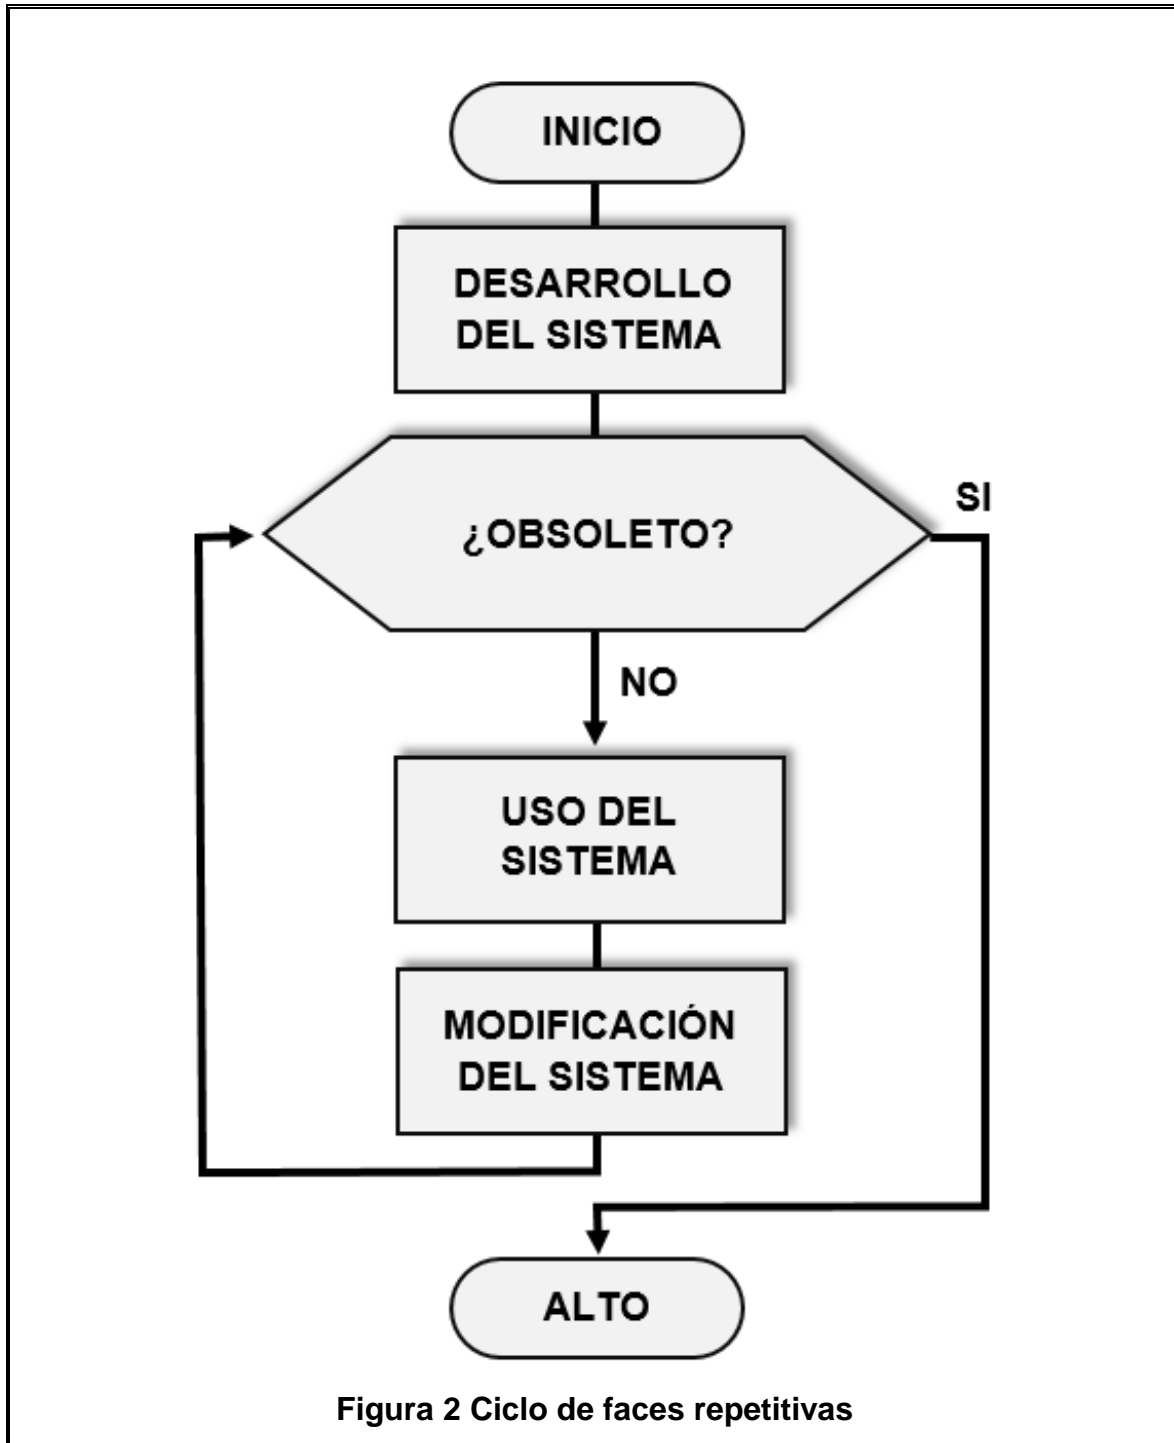 INICIO
DESARROLLO
DEL SISTEMA
¿OBSOLETO?
SI
NO
USO DEL
SISTEMA
MODIFICACIÓN
DEL SISTEMA
ALTO
Figura 2 Ciclo de faces repetitivas